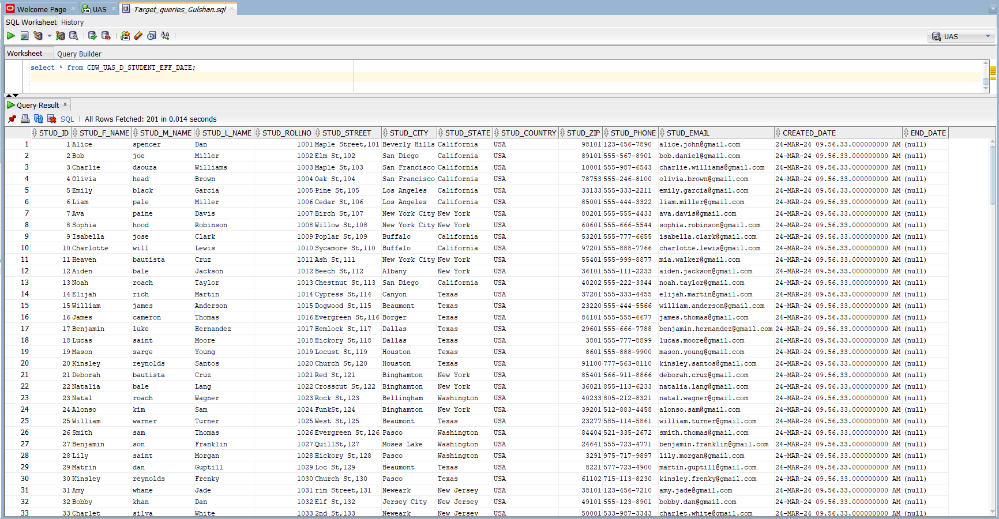 Welcome Page UAS Target_queries_Gulshan.sql
SQL Worksheet History
UAS
Worksheet Query Builder
select * from CDW_UAS_D_STUDENT_EFF_DATE;
Query Result
SQL All Rows Fetched: 201 in 0.014 seconds
STUD_ID STUD_F_NAME STUD_M_NAME STUD_L_NAME STUD_ROLLNO STUD_STREET STUD_CITY STUD_STATE STUD_COUNTRY STUD_ZIP STUD_PHONE STUD_EMAIL CREATED_DATE END_DATE
1 1 Alice spencer Dan 1001 Maple Street,101 Beverly Hills California USA 98101 123-456-7890 alice.john@gmail.com 24-MAR-24 09.56.33.000000000 AM (null)
2 2 Bob joe Miller 1002 Elm St,102 San Diego California USA 89101 555-567-8901 bob.daniel@gmail.com 24-MAR-24 09.56.33.000000000 AM (null)
3 3 Charlie dsouza Williams 1003 Maple St,103 San Francisco California USA 10001 555-987-6543 charlie.williams@gmail.com 24-MAR-24 09.56.33.000000000 AM (null)
4 4 Olivia head Brown 1004 Oak St,104 San Francisco California USA 78753 555-246-8100 olivia.brown@gmail.com 24-MAR-24 09.56.33.000000000 AM (null)
5 5 Emily black Garcia 1005 Pine St,105 Los Angeles California USA 33133 555-333-2211 emily.garcia@gmail.com 24-MAR-24 09.56.33.000000000 AM (null)
6 6 Liam pale Miller 1006 Cedar St,106 Los Angeles California USA 85001 555-444-3322 liam.miller@gmail.com 24-MAR-24 09.56.33.000000000 AM (null)
7 7 Ava paine Davis 1007 Birch St,107 New York City New York USA 80201 555-555-4433 ava.davis@gmail.com 24-MAR-24 09.56.33.000000000 AM (null)
8 8 Sophia hood Robinson 1008 Willow St,108 New York City New York USA 60601 555-666-5544 sophia.robinson@gmail.com 24-MAR-24 09.56.33.000000000 AM (null)
9 9 Isabella jose Clark 1009 Poplar St,109 Buffalo California USA 53201 555-777-6655 isabella.clark@gmail.com 24-MAR-24 09.56.33.000000000 AM (null)
10 10 Charlotte will Lewis 1010 Sycamore St,110 Buffalo California USA 97201 555-888-7766 charlotte.lewis@gmail.com 24-MAR-24 09.56.33.000000000 AM (null)
11 11 Heaven bautista Cruz 1011 Ash St,111 New York City New York USA 55401 555-999-8877 mia.walker@gmail.com 24-MAR-24 09.56.33.000000000 AM (null)
12 12 Aiden bale Jackson 1012 Beech St,112 Albany New York USA 36101 555-111-2233 aiden.jackson@gmail.com 24-MAR-24 09.56.33.000000000 AM (null)
13 13 Noah roach Taylor 1013 Chestnut St,113 San Diego California USA 40202 555-222-3344 noah.taylor@gmail.com 24-MAR-24 09.56.33.000000000 AM (null)
14 14 Elijah rich Martin 1014 Cypress St,114 Canyon Texas USA 37201 555-333-4455 elijah.martin@gmail.com 24-MAR-24 09.56.33.000000000 AM (null)
15 15 William james Anderson 1015 Dogwood St,115 Beaumont Texas USA 23220 555-444-5566 william.anderson@gmail.com 24-MAR-24 09.56.33.000000000 AM (null)
16 16 James cameron Thomas 1016 Evergreen St,116 Borger Texas USA 84101 555-555-6677 james.thomas@gmail.com 24-MAR-24 09.56.33.000000000 AM (null)
17 17 Benjamin luke Hernandez 1017 Hemlock St,117 Dallas Texas USA 29601 555-666-7788 benjamin.hernandez@gmail.com 24-MAR-24 09.56.33.000000000 AM (null)
18 18 Lucas saint Moore 1018 Hickory St,118 Dallas Texas USA 3801 555-777-8899 lucas.moore@gmail.com 24-MAR-24 09.56.33.000000000 AM (null)
19 19 Mason sarge Young 1019 Locust St,119 Houston Texas USA 8601 555-888-9900 mason.young@gmail.com 24-MAR-24 09.56.33.000000000 AM (null)
20 20 Kinsley reynolds Santos 1020 Church St,120 Houston Texas USA 91100 777-563-8110 kinsley.santos@gmail.com 24-MAR-24 09.56.33.000000000 AM (null)
21 21 Deborah bautista Cruz 1021 Red St,121 Binghamton New York USA 85401 566-911-8866 deborah.cruz@gmail.com 24-MAR-24 09.56.33.000000000 AM (null)
22 22 Natalia bale Lang 1022 Crosscut St,122 Binghamton New York USA 36021 855-113-6233 natalia.lang@gmail.com 24-MAR-24 09.56.33.000000000 AM (null)
23 23 Natal roach Wagner 1023 Rock St,123 Bellingham Washington USA 40233 805-212-8321 natal.wagner@gmail.com 24-MAR-24 09.56.33.000000000 AM (null)
24 24 Alonso kim Sam 1024 FunkSt,124 Binghamton New York USA 39201 512-883-4458 alonso.sam@gmail.com 24-MAR-24 09.56.33.000000000 AM (null)
25 25 William warner Turner 1025 West St,125 Beaumont Texas USA 23277 585-114-5861 william.turner@gmail.com 24-MAR-24 09.56.33.000000000 AM (null)
26 26 Smith sam Thomas 1026 Evergreen St,126 Pasco Washington USA 84404 521-335-2672 smith.thomas@gmail.com 24-MAR-24 09.56.33.000000000 AM (null)
27 27 Benjamin son Franklin 1027 QuillSt,127 Moses Lake Washington USA 24641 555-723-4771 benjamin.franklin@gmail.com 24-MAR-24 09.56.33.000000000 AM (null)
28 28 Lily saint Morgan 1028 Hickory St,128 Pasco Washington USA 3291 975-717-9897 lily.morgan@gmail.com 24-MAR-24 09.56.33.000000000 AM (null)
29 29 Matrin dan Guptill 1029 Loc St,129 Beaumont Texas USA 8221 577-723-4900 martin.guptill@gmail.com 24-MAR-24 09.56.33.000000000 AM (null)
30 30 Kinsley reynolds Frenky 1030 Church St,130 Pasco Texas USA 61102 715-113-8230 kinsley.frenky@gmail.com 24-MAR-24 09.56.33.000000000 AM (null)
31 31 Amy whane Jade 1031 rim Street,131 Neweark New Jersey USA 38101 123-456-7210 amy.jade@gmail.com 24-MAR-24 09.56.33.000000000 AM (null)
32 32 Bobby khan Dan 1032 Elf St,132 Jersey City New Jersey USA 49101 555-123-8901 bobby.dan@gmail.com 24-MAR-24 09.56.33.000000000 AM (null)
33 33 Charlet silva White 1033 2nd St,133 Neweark New Jersey USA 50001 533-987-3343 charlet.white@gmail.com 24-MAR-24 09.56.33.000000000 AM (null)